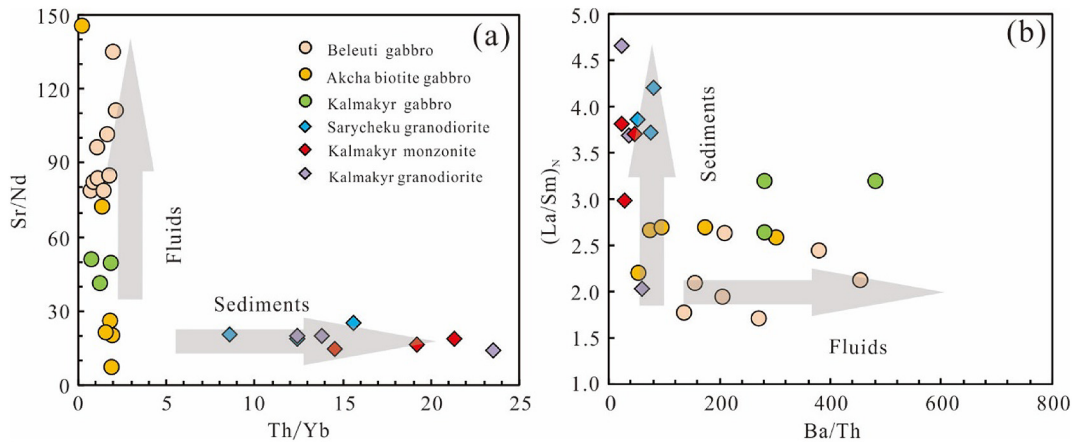 (a)
Sr/Nd
150
120
90
60
30
0
0
5
10
15
20
25
Th/Yb
Beleuti gabbro
Akcha biotite gabbro
Kalmakyr gabbro
Sarycheku granodiorite
Kalmakyr monzonite
Kalmakyr granodiorite
Fluids
Sediments
(b)
(La/Sm)N
5.0
4.5
4.0
3.5
3.0
2.5
2.0
1.5
1.0
0
200
400
600
800
Ba/Th
Sediments
Fluids